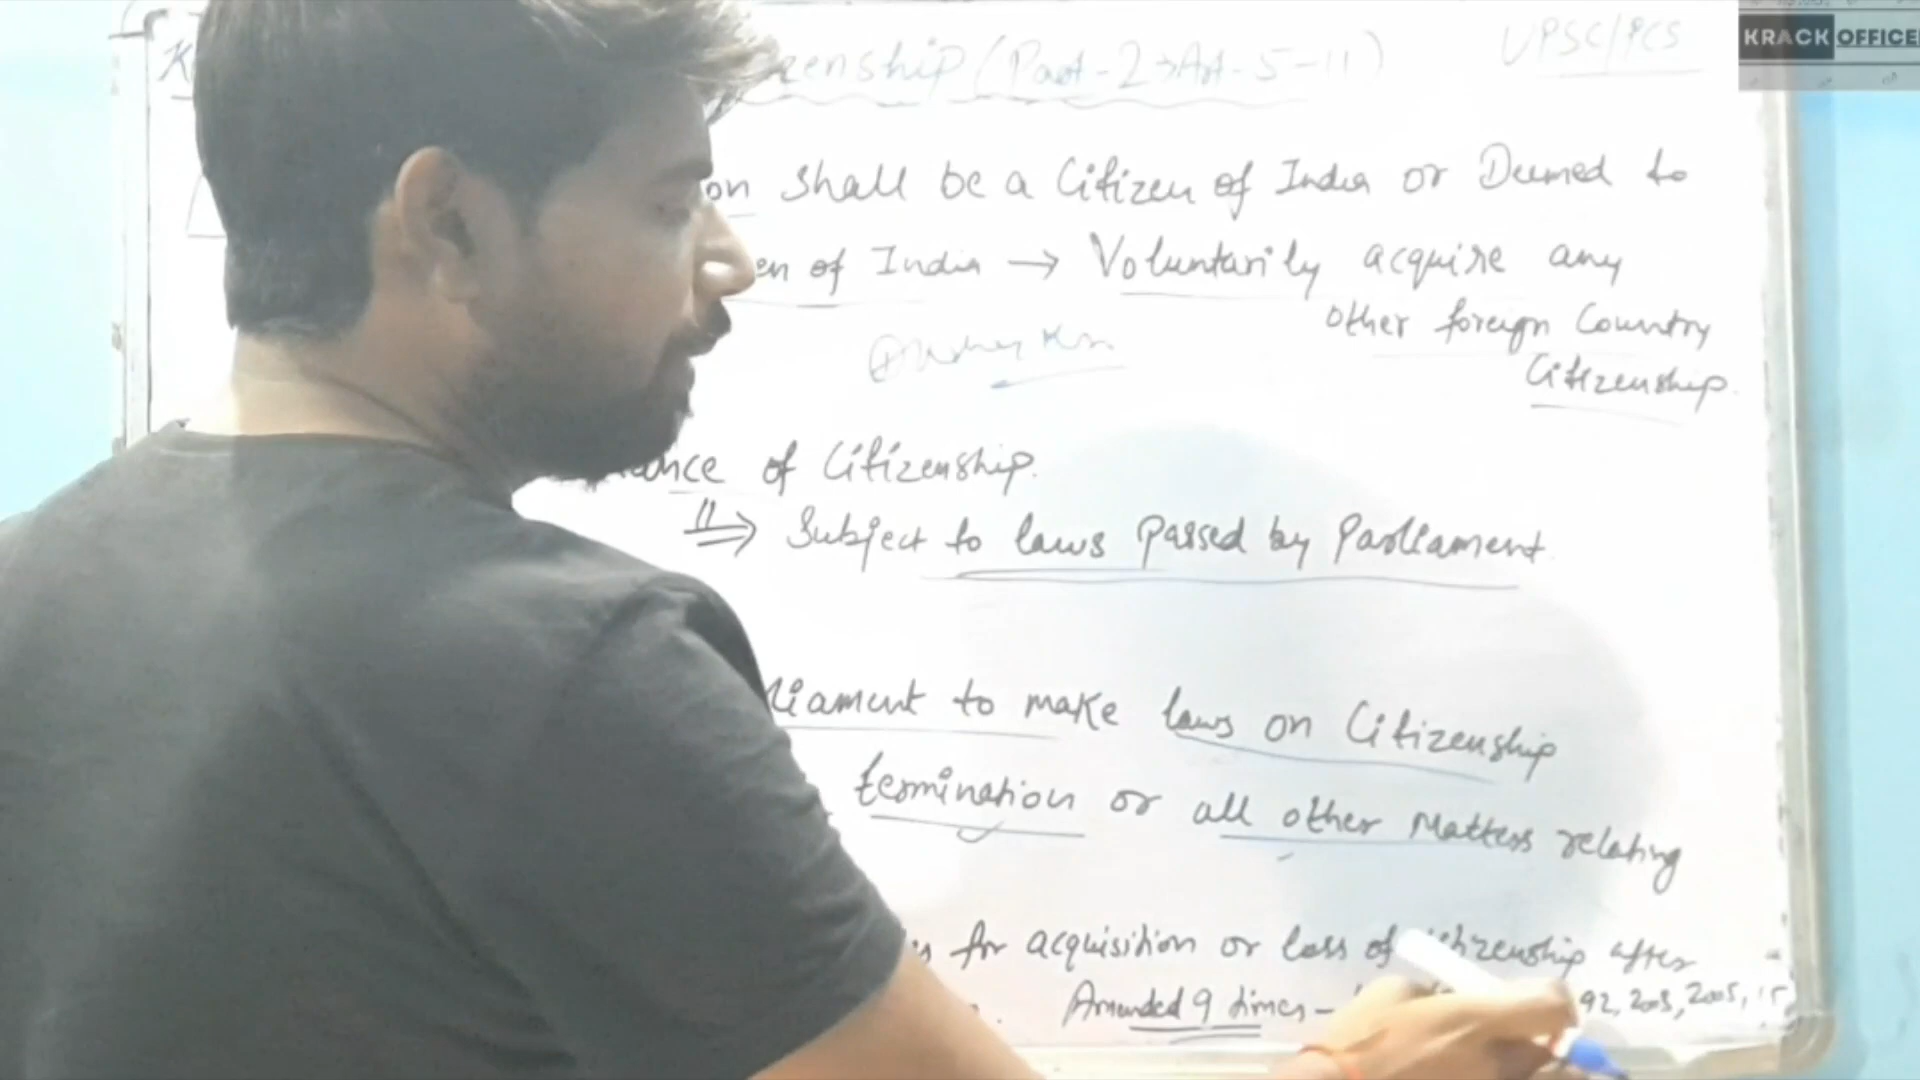 KRACK OFFICE
UPSC/PCS
zenship (Part-2→Art-5-11)
on shall be a Citizen of India or Deemed to
en of India → Voluntarily acquire any
other foreign Country
Citizenship.
ance of Citizenship.
⇒ Subject to laws passed by Parliament.
liament to make laws on Citizenship
termination or all other Matters relating
for acquisition or loss of citizenship after
Amended 9 times - 92, 2003, 2005, 15